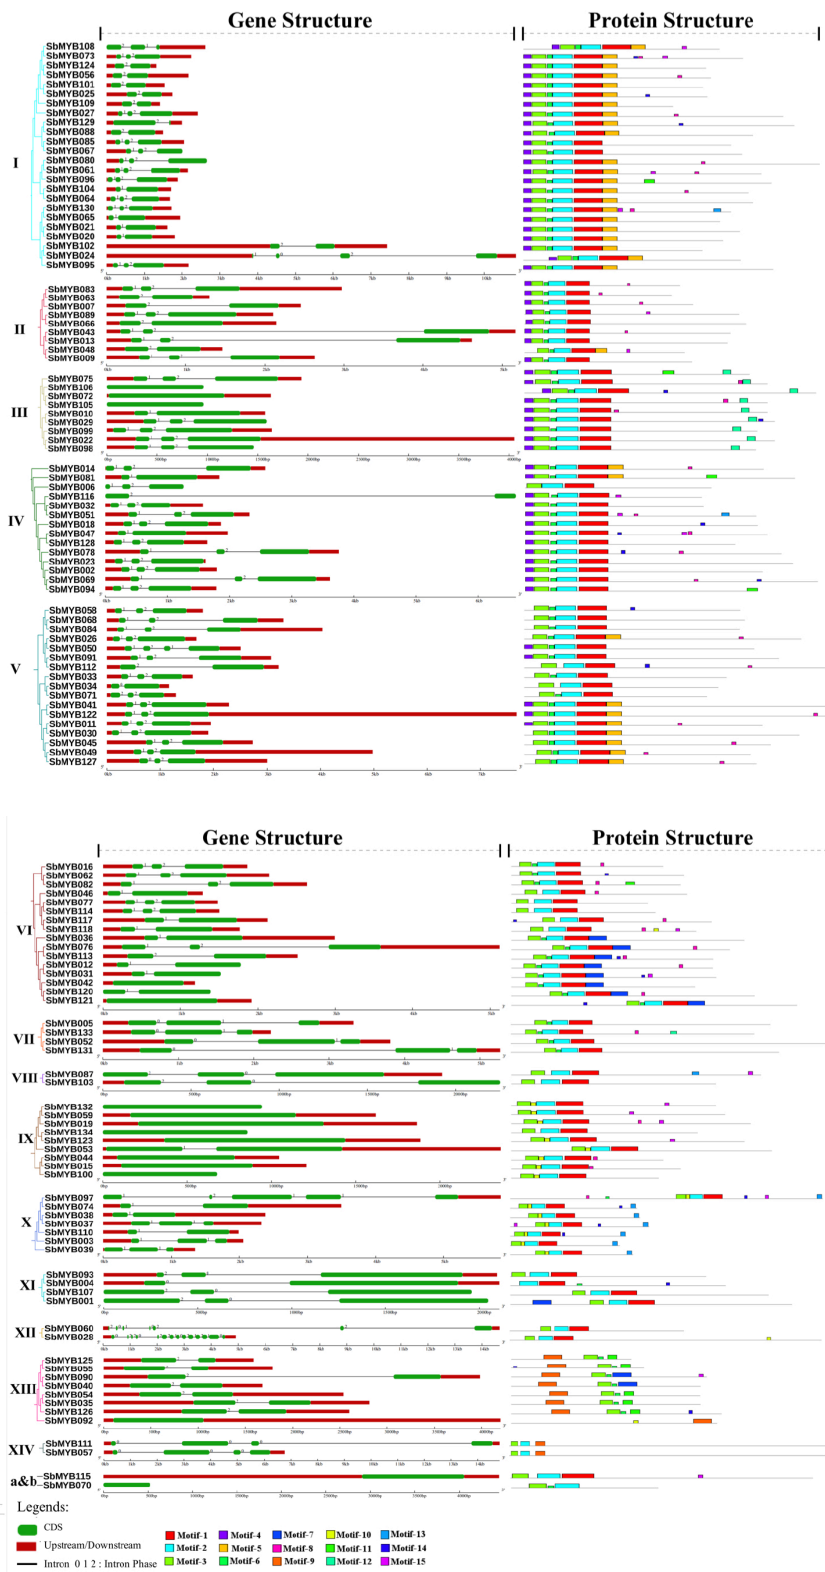 Gene Structure
Protein Structure
SbMYB108
SbMYB073
SbMYB124
SbMYB056
SbMYB101
SbMYB025
SbMYB109
SbMYB027
SbMYB129
SbMYB088
SbMYB085
SbMYB067
I
SbMYB080
SbMYB061
SbMYB096
SbMYB104
SbMYB064
SbMYB130
SbMYB065
SbMYB021
SbMYB020
SbMYB102
SbMYB024
SbMYB095
SbMYB083
SbMYB063
SbMYB007
SbMYB089
SbMYB066
II
SbMYB043
SbMYB013
SbMYB048
SbMYB009
SbMYB075
SbMYB106
SbMYB072
SbMYB105
III
SbMYB010
SbMYB029
SbMYB099
SbMYB022
SbMYB098
SbMYB014
SbMYB081
SbMYB006
SbMYB116
SbMYB032
SbMYB051
IV
SbMYB018
SbMYB047
SbMYB128
SbMYB078
SbMYB023
SbMYB002
SbMYB069
SbMYB094
SbMYB058
SbMYB068
SbMYB084
SbMYB026
SbMYB050
SbMYB091
V
SbMYB112
SbMYB033
SbMYB034
SbMYB071
SbMYB041
SbMYB122
SbMYB011
SbMYB030
SbMYB045
SbMYB049
SbMYB127
Gene Structure
Protein Structure
SbMYB016
SbMYB062
SbMYB082
SbMYB046
SbMYB077
SbMYB114
SbMYB117
VI
SbMYB118
SbMYB036
SbMYB076
SbMYB113
SbMYB012
SbMYB031
SbMYB042
SbMYB120
SbMYB121
SbMYB005
SbMYB133
VII
SbMYB052
SbMYB131
VIII
SbMYB087
SbMYB103
SbMYB132
SbMYB059
SbMYB019
SbMYB134
IX
SbMYB123
SbMYB053
SbMYB044
SbMYB015
SbMYB100
SbMYB097
SbMYB074
SbMYB038
X
SbMYB037
SbMYB110
SbMYB003
SbMYB039
SbMYB093
XI
SbMYB004
SbMYB107
SbMYB001
XII
SbMYB060
SbMYB028
SbMYB125
SbMYB055
SbMYB090
XIII
SbMYB040
SbMYB054
SbMYB035
SbMYB126
SbMYB092
XIV
SbMYB111
SbMYB057
a&b
SbMYB115
SbMYB070
Legends:
CDS
Upstream/Downstream
Intron 0 1 2 : Intron Phase
Motif-1 Motif-4 Motif-7 Motif-10 Motif-13
Motif-2 Motif-5 Motif-8 Motif-11 Motif-14
Motif-3 Motif-6 Motif-9 Motif-12 Motif-15